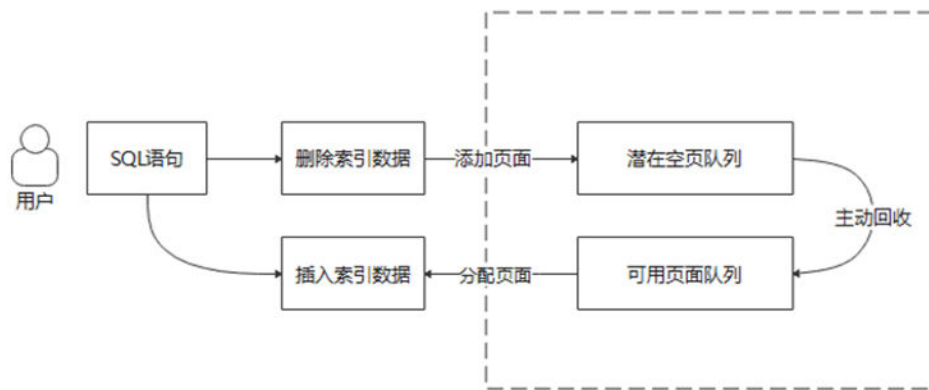 SQL语句
删除索引数据
添加页面
潜在空页队列
用户
主动回收
插入索引数据
分配页面
可用页面队列